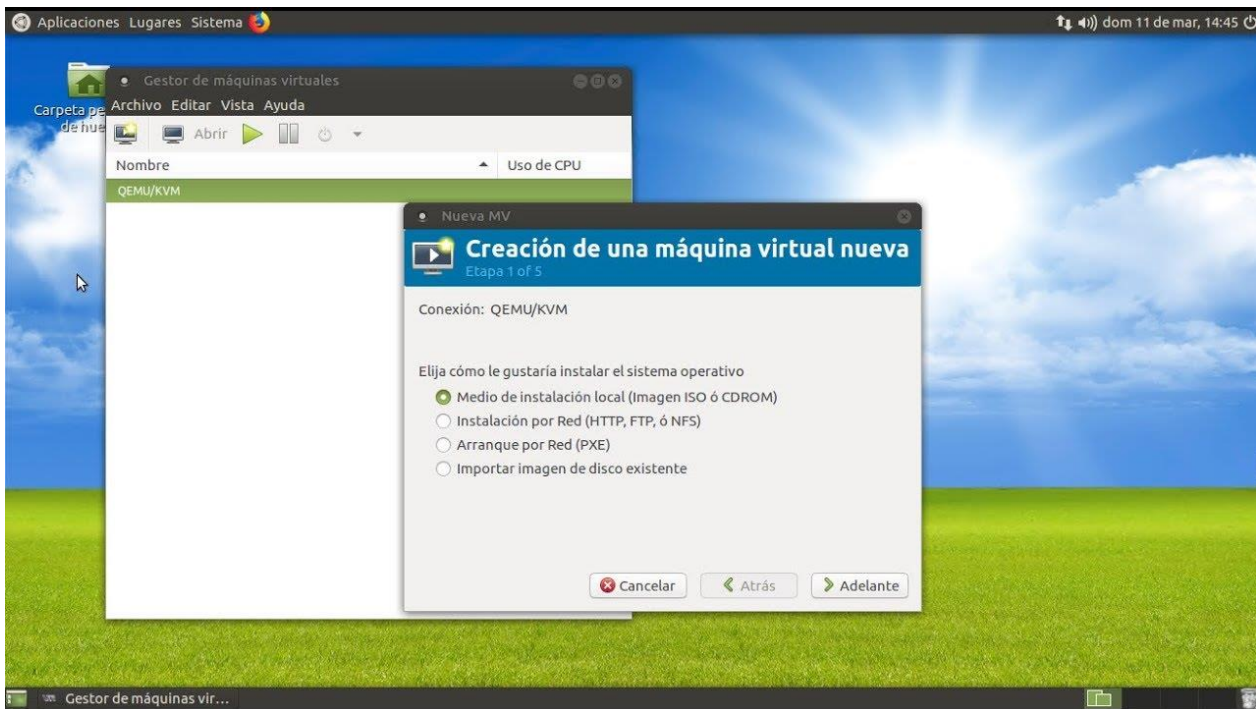 Aplicaciones Lugares Sistema
dom 11 de mar, 14:45
Carpeta pe
de hue
Gestor de máquinas virtuales
Archivo Editar Vista Ayuda
Abrir
Nombre
Uso de CPU
QEMU/KVM
Nueva MV
Creación de una máquina virtual nueva
Etapa 1 of 5
Conexión: QEMU/KVM
Elija cómo le gustaría instalar el sistema operativo
Medio de instalación local (Imagen ISO ó CDROM)
Instalación por Red (HTTP, FTP, ó NFS)
Arranque por Red (PXE)
Importar imagen de disco existente
Cancelar
Atrás
Adelante
Gestor de máquinas vir...